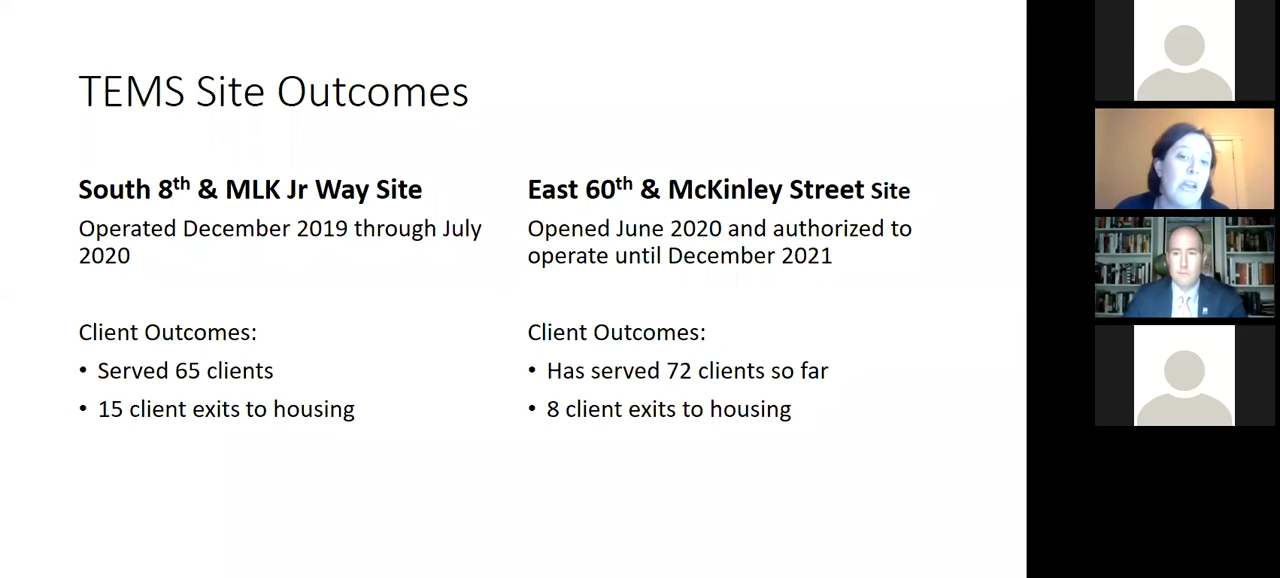 TEMS Site Outcomes
South 8th & MLK Jr Way Site
Operated December 2019 through July
2020
Client Outcomes:
• Served 65 clients
• 15 client exits to housing
East 60th & McKinley Street Site
Opened June 2020 and authorized to
operate until December 2021
Client Outcomes:
• Has served 72 clients so far
• 8 client exits to housing